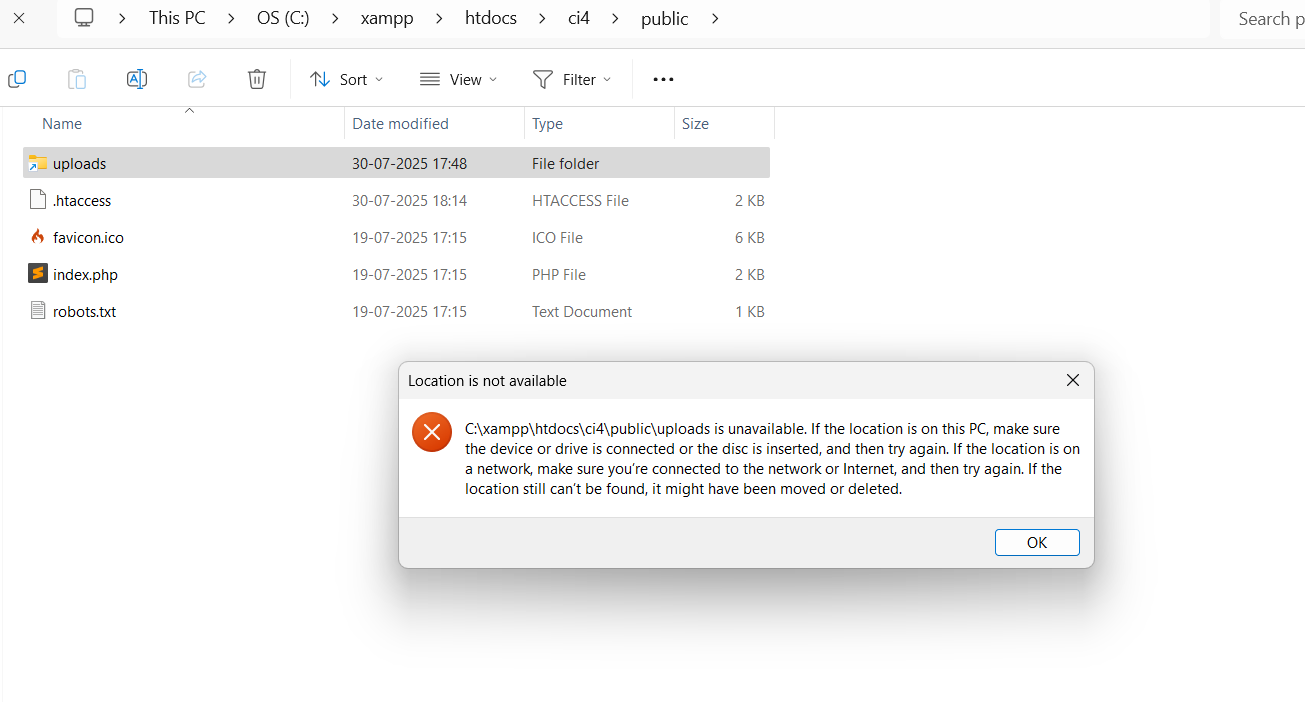 This PC > OS (C:) > xampp > htdocs > ci4 > public >
Search p
Sort
View
Filter
Name Date modified Type Size
uploads 30-07-2025 17:48 File folder
.htaccess 30-07-2025 18:14 HTACCESS File 2 KB
favicon.ico 19-07-2025 17:15 ICO File 6 KB
index.php 19-07-2025 17:15 PHP File 2 KB
robots.txt 19-07-2025 17:15 Text Document 1 KB
Location is not available
C:\xampp\htdocs\ci4\public\uploads is unavailable. If the location is on this PC, make sure
the device or drive is connected or the disc is inserted, and then try again. If the location is on
a network, make sure you're connected to the network or Internet, and then try again. If the
location still can't be found, it might have been moved or deleted.
OK